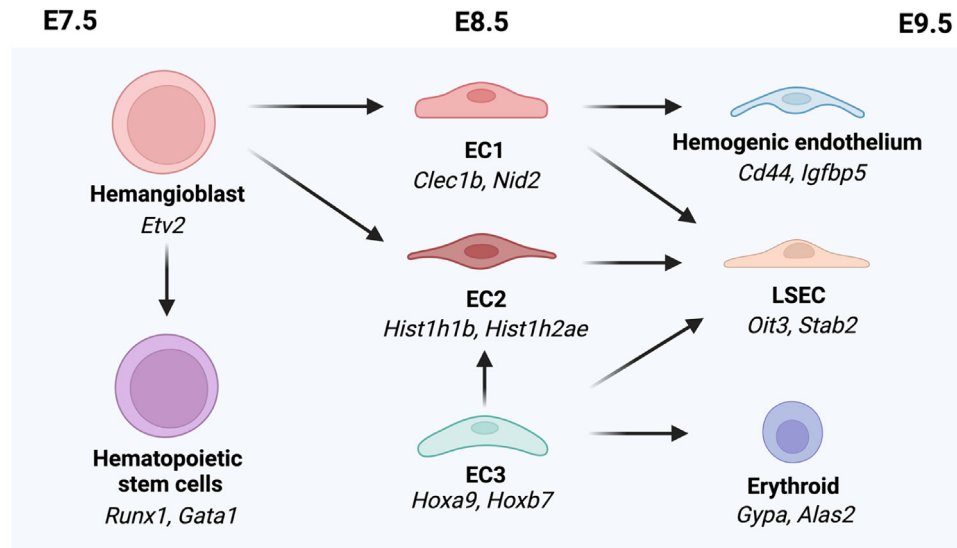 E7.5
E8.5
E9.5
Hemangioblast
Etv2
Hematopoietic
stem cells
Runx1, Gata1
EC1
Clec1b, Nid2
EC2
Hist1h1b, Hist1h2ae
EC3
Hoxa9, Hoxb7
Hemogenic endothelium
Cd44, Igfbp5
LSEC
Oit3, Stab2
Erythroid
Gypa, Alas2